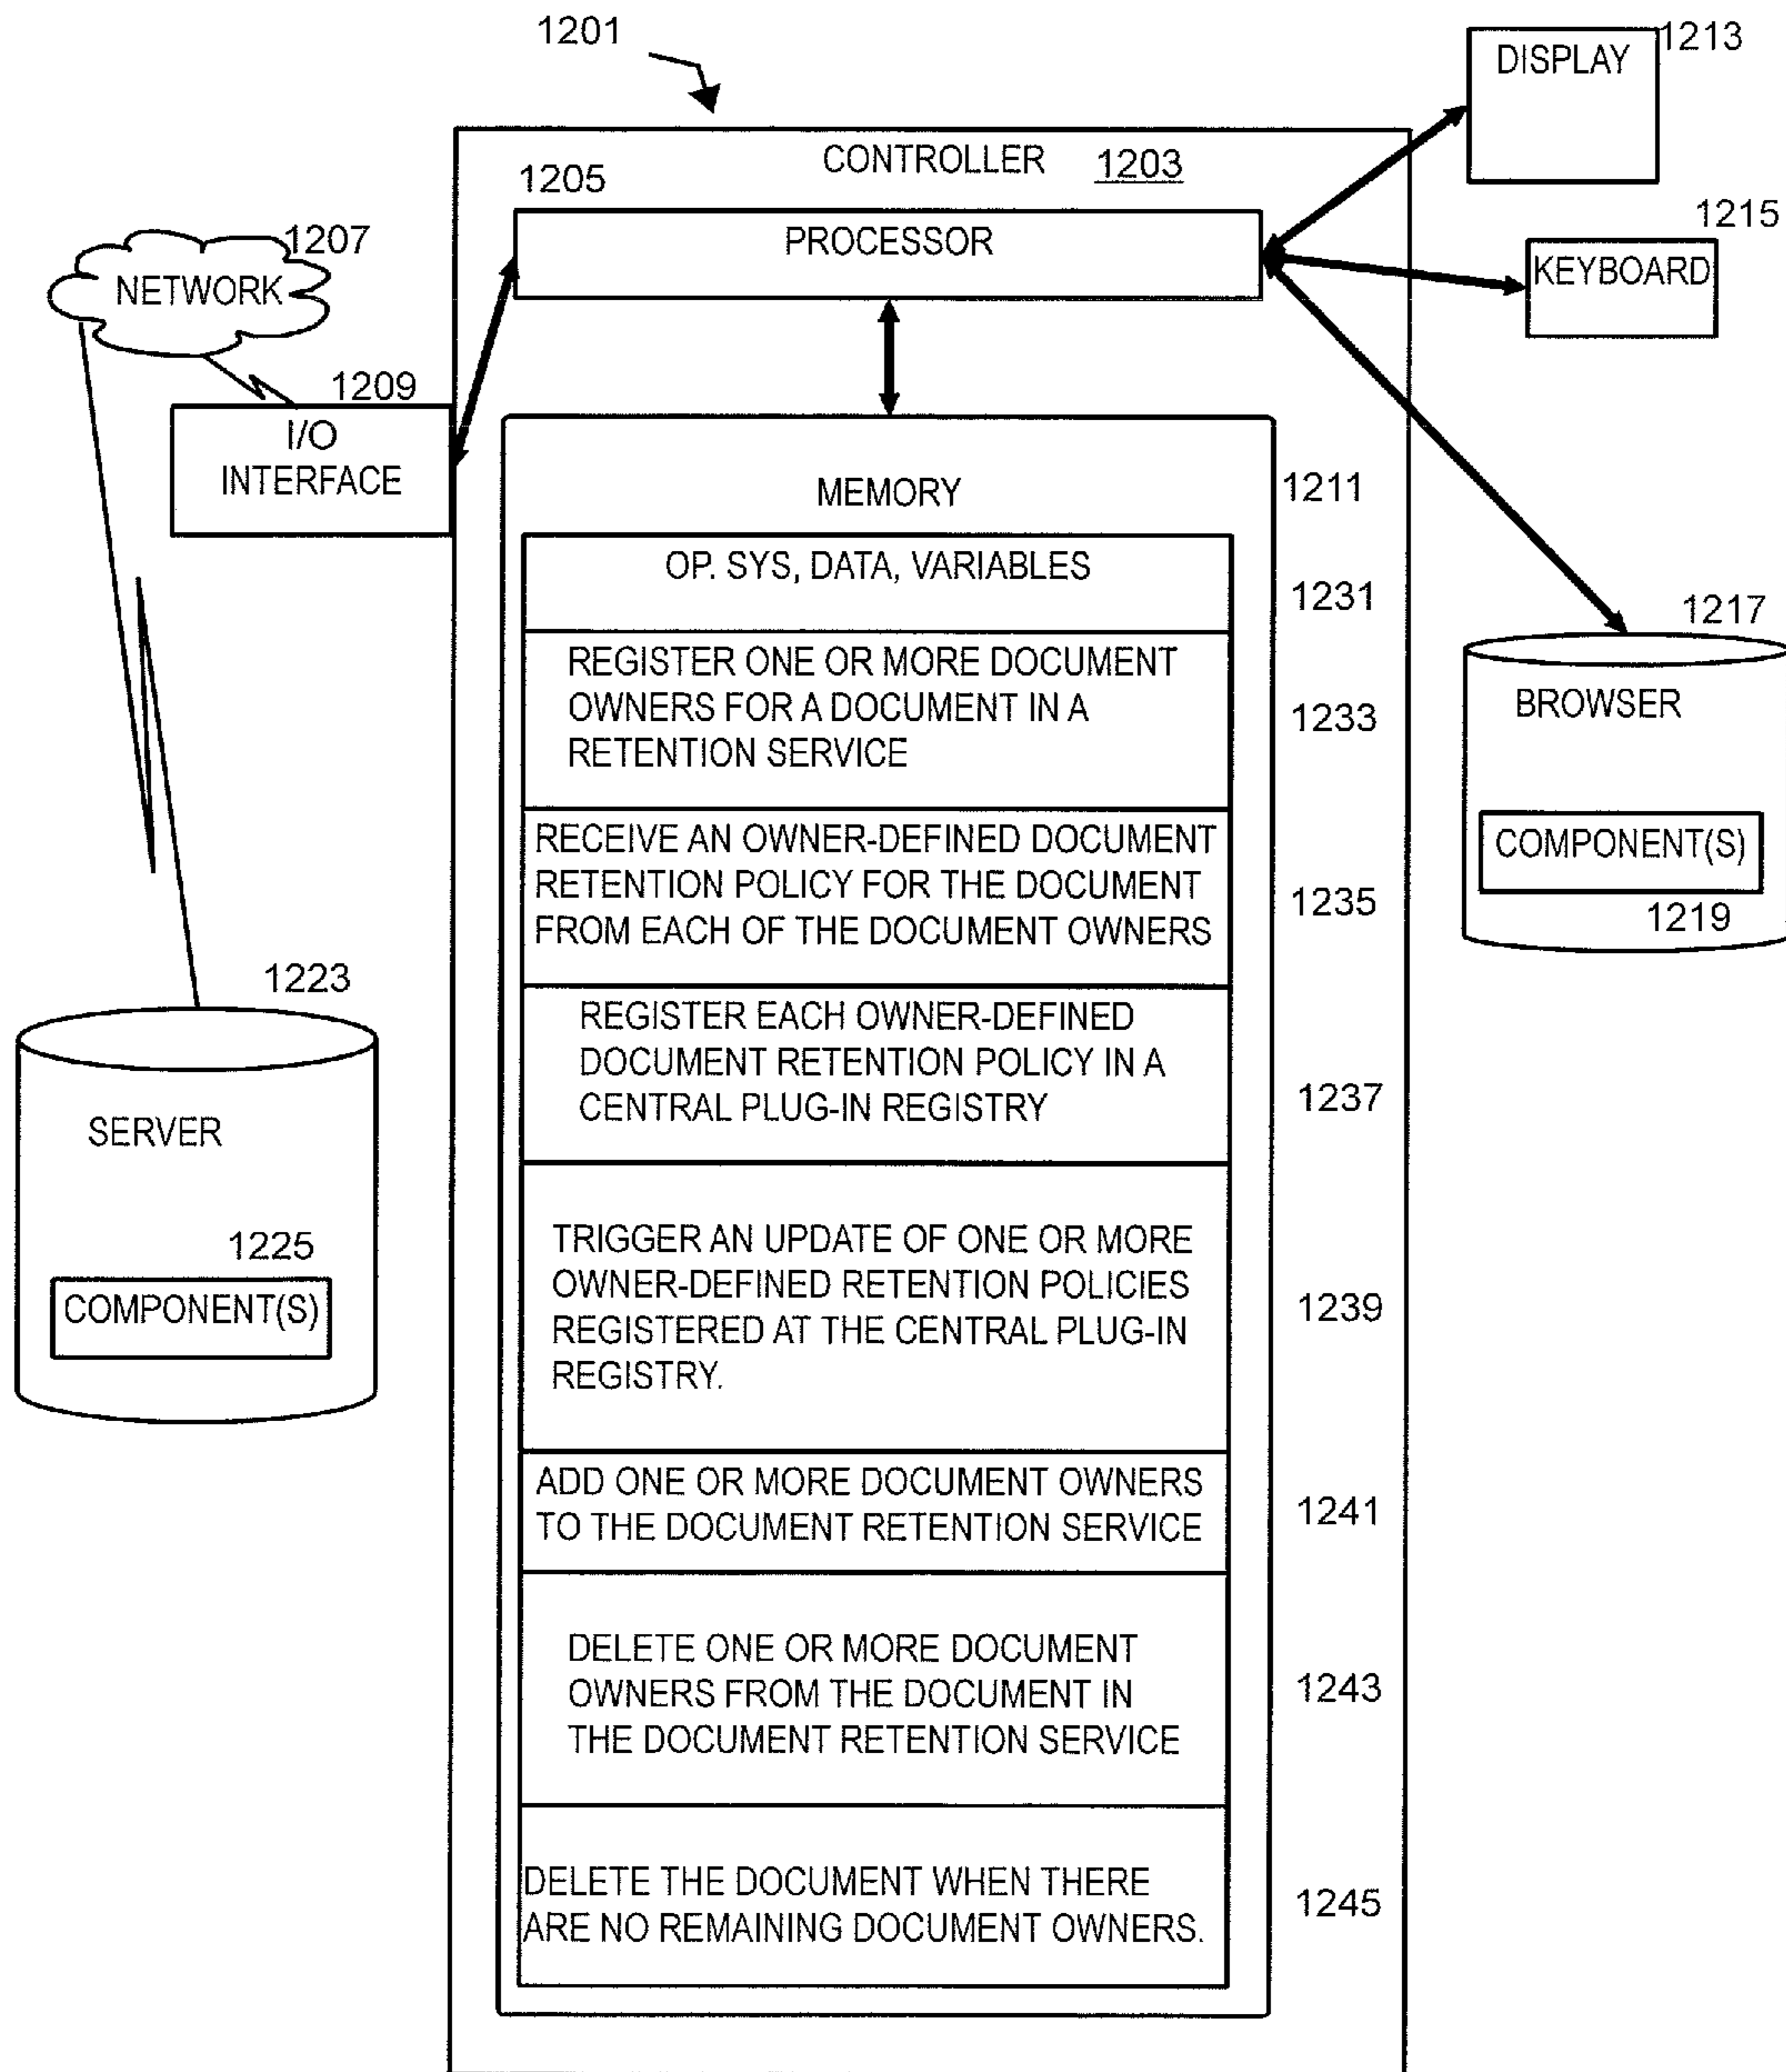 1201
1213
DISPLAY
CONTROLLER 1203
1205
PROCESSOR
1215
KEYBOARD
1207
NETWORK
1209
I/O
INTERFACE
MEMORY
1211
OP. SYS, DATA, VARIABLES
1231
REGISTER ONE OR MORE DOCUMENT
OWNERS FOR A DOCUMENT IN A
RETENTION SERVICE
1233
1217
BROWSER
COMPONENT(S)
1219
RECEIVE AN OWNER-DEFINED DOCUMENT
RETENTION POLICY FOR THE DOCUMENT
FROM EACH OF THE DOCUMENT OWNERS
1235
1223
SERVER
1225
COMPONENT(S)
REGISTER EACH OWNER-DEFINED
DOCUMENT RETENTION POLICY IN A
CENTRAL PLUG-IN REGISTRY
1237
TRIGGER AN UPDATE OF ONE OR MORE
OWNER-DEFINED RETENTION POLICIES
REGISTERED AT THE CENTRAL PLUG-IN
REGISTRY.
1239
ADD ONE OR MORE DOCUMENT OWNERS
TO THE DOCUMENT RETENTION SERVICE
1241
DELETE ONE OR MORE DOCUMENT
OWNERS FROM THE DOCUMENT IN
THE DOCUMENT RETENTION SERVICE
1243
DELETE THE DOCUMENT WHEN THERE
ARE NO REMAINING DOCUMENT OWNERS.
1245